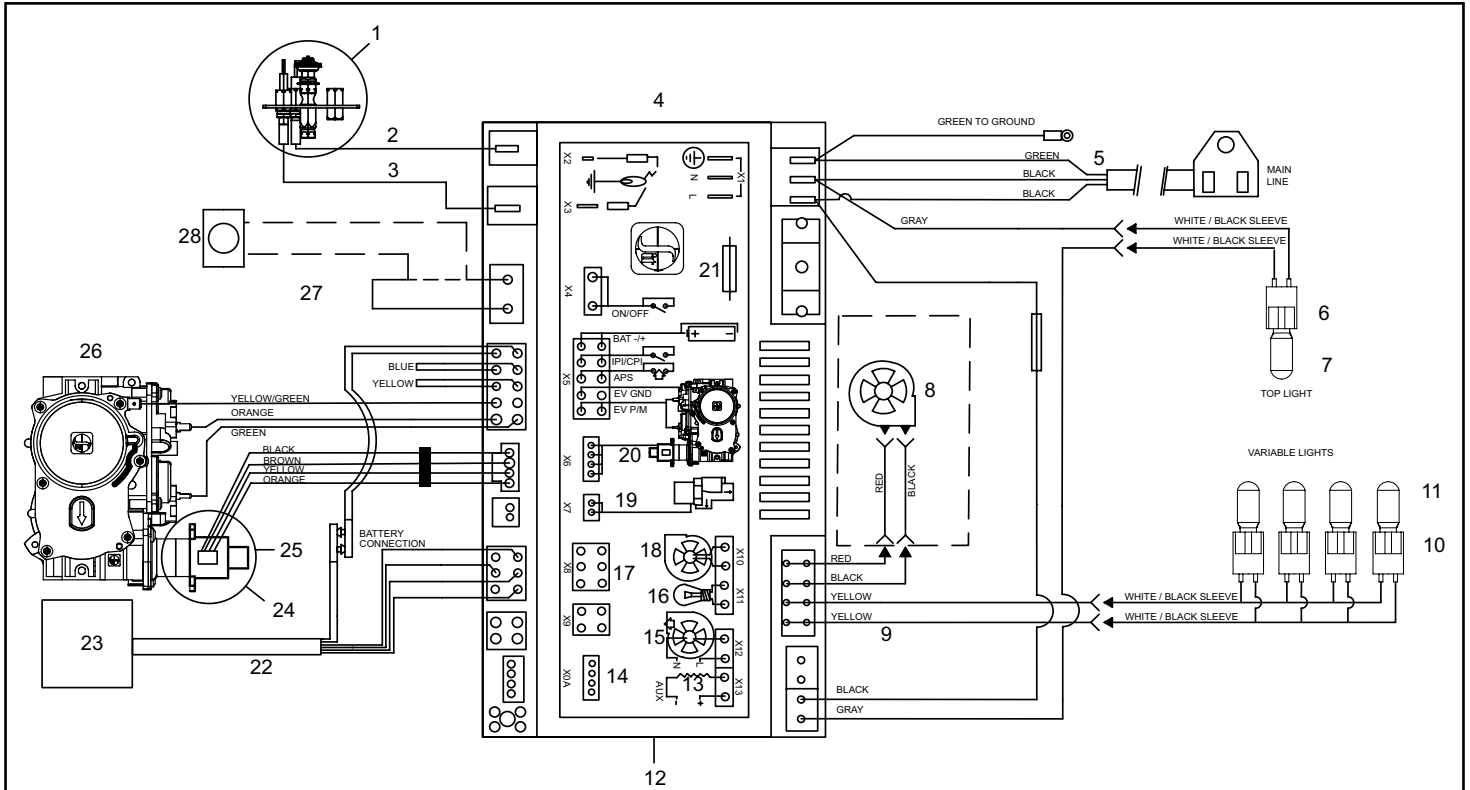 1
2
3
4
5
6
7
8
9
10
11
12
13
14
15
16
17
18
19
20
21
22
23
24
25
26
27
28
GREEN TO GROUND
GREEN
BLACK
BLACK
MAIN
LINE
GRAY
WHITE / BLACK SLEEVE
WHITE / BLACK SLEEVE
TOP LIGHT
VARIABLE LIGHTS
WHITE / BLACK SLEEVE
WHITE / BLACK SLEEVE
RED
BLACK
RED
BLACK
YELLOW
YELLOW
BLACK
GRAY
X2
X3
X1
N
L
X4
ON/OFF
X5
BAT -/+
+ -
IPI/CPI
APS
EV GND
EV P/M
X6
X7
X8
X9
X0A
X10
X11
X12
X13
N
L
AUX
- +
BLUE
YELLOW
YELLOW/GREEN
ORANGE
GREEN
BLACK
BROWN
YELLOW
ORANGE
BATTERY
CONNECTION